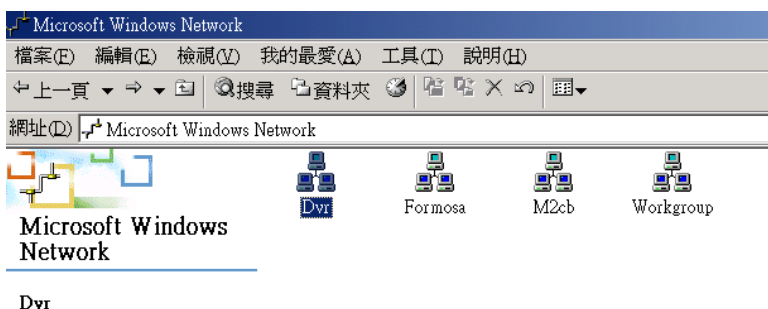 Microsoft Windows Network
檔案(F) 編輯(E) 檢視(V) 我的最愛(A) 工具(T) 說明(H)
上一頁 搜尋 資料夾
網址(D) Microsoft Windows Network
Dvr Formosa M2cb Workgroup
Microsoft Windows
Network
Dvr